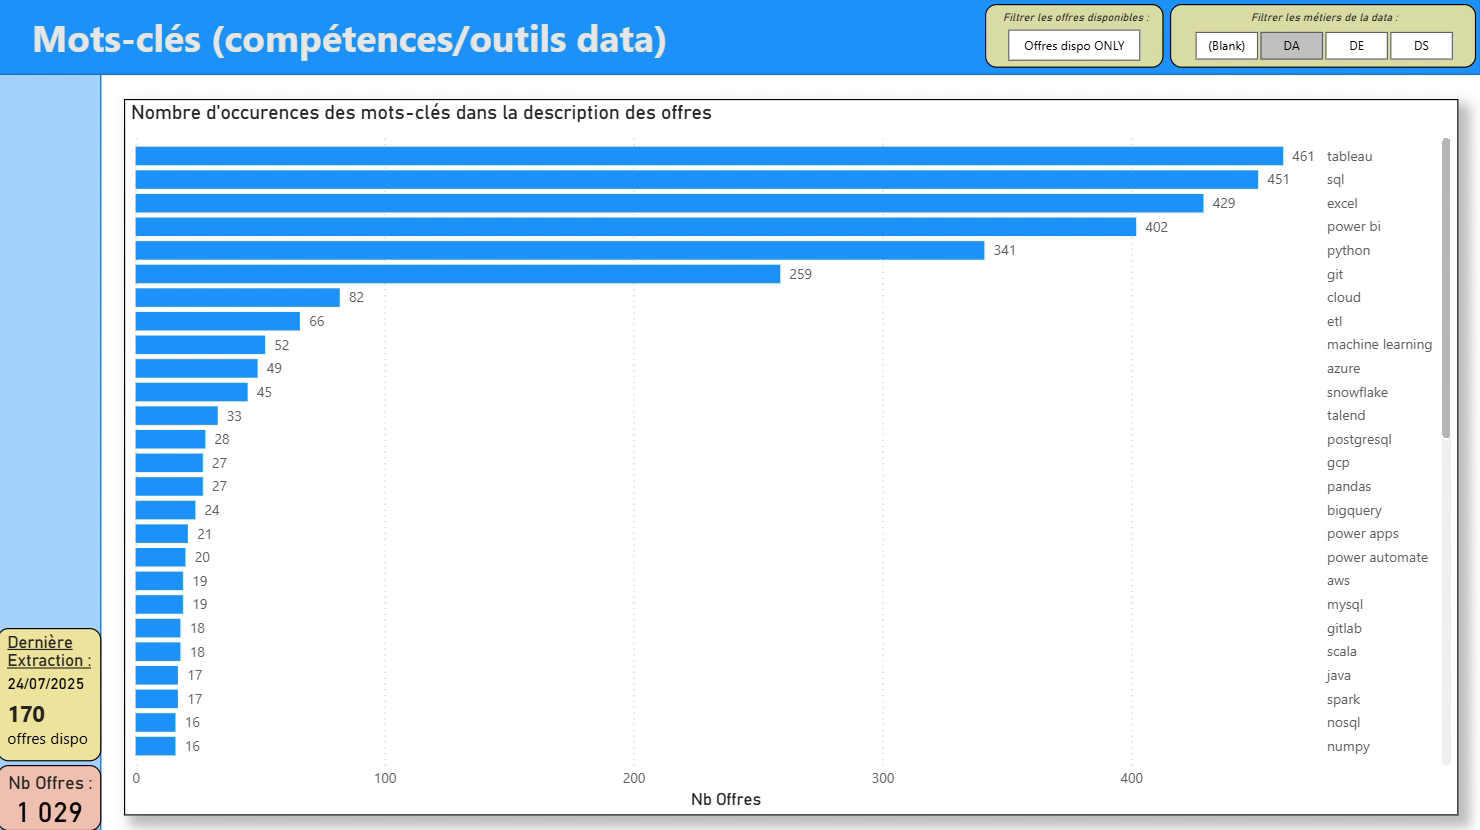 Mots-clés (compétences/outils data)
Filtrer les offres disponibles :
Offres dispo ONLY
Filtrer les métiers de la data :
(Blank) DA DE DS
Nombre d'occurences des mots-clés dans la description des offres
461 tableau
451 sql
429 excel
402 power bi
341 python
259 git
82 cloud
66 etl
52 machine learning
49 azure
45 snowflake
33 talend
28 postgresql
27 gcp
27 pandas
24 bigquery
21 power apps
20 power automate
19 aws
19 mysql
18 gitlab
18 scala
17 java
17 spark
16 nosql
16 numpy
0 100 200 300 400
Nb Offres
Dernière
Extraction :
24/07/2025
170
offres dispo
Nb Offres :
1 029